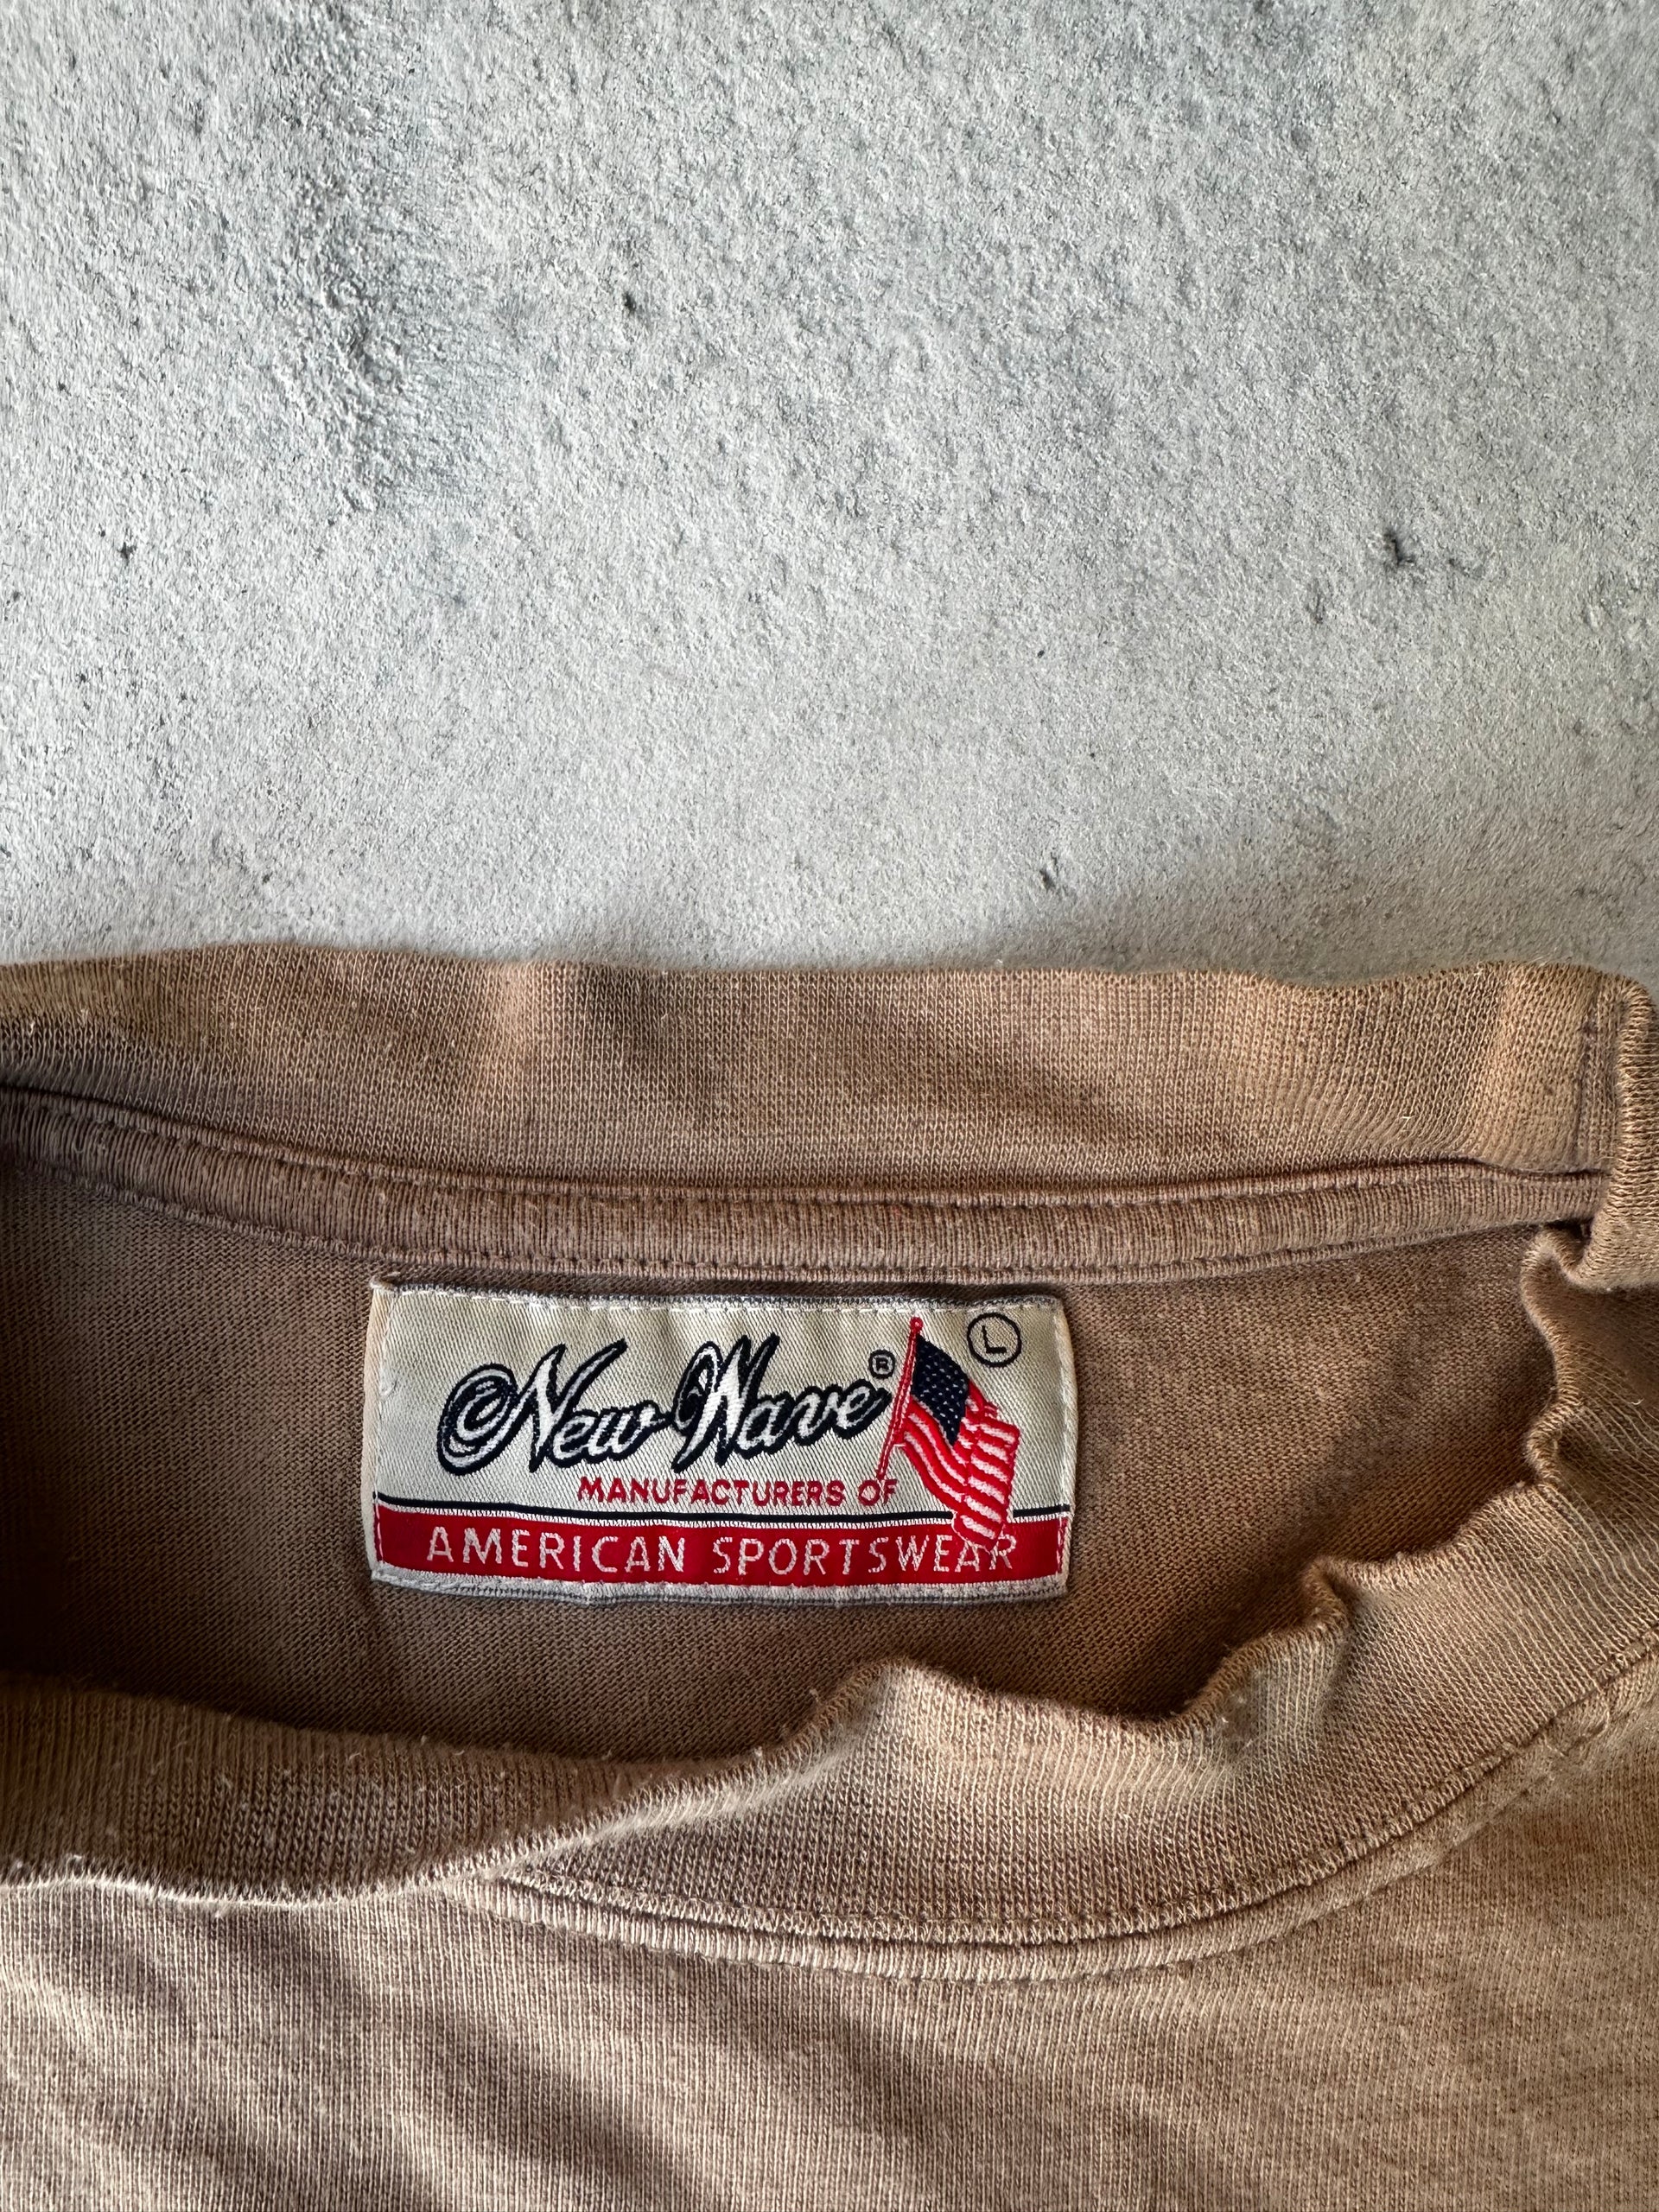 New Wave®
L
MANUFACTURERS OF
AMERICAN SPORTSWEAR